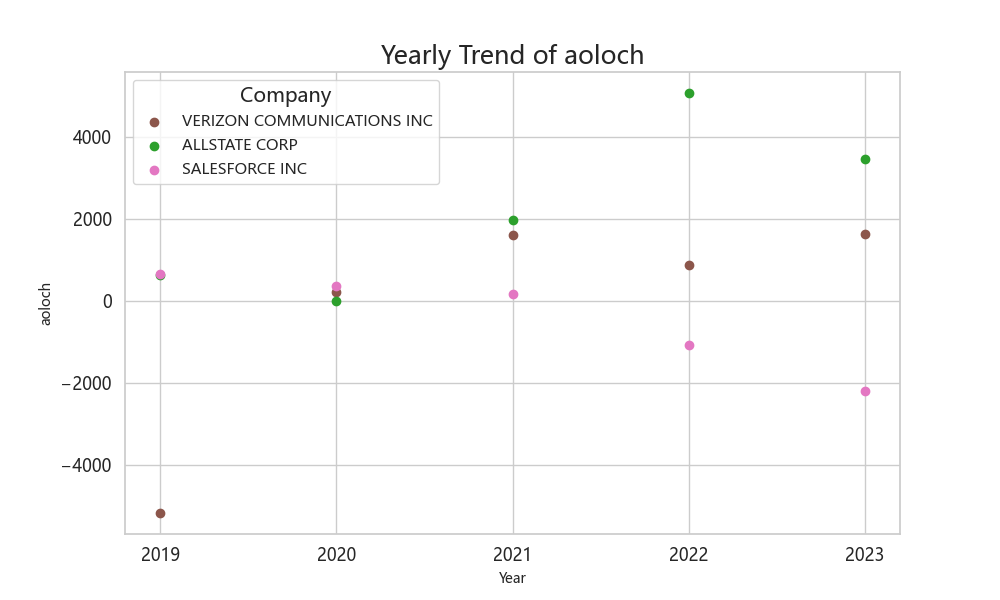 Yearly Trend of aoloch
Company
VERIZON COMMUNICATIONS INC
ALLSTATE CORP
SALESFORCE INC
4000
2000
0
−2000
−4000
aoloch
2019
2020
2021
2022
2023
Year